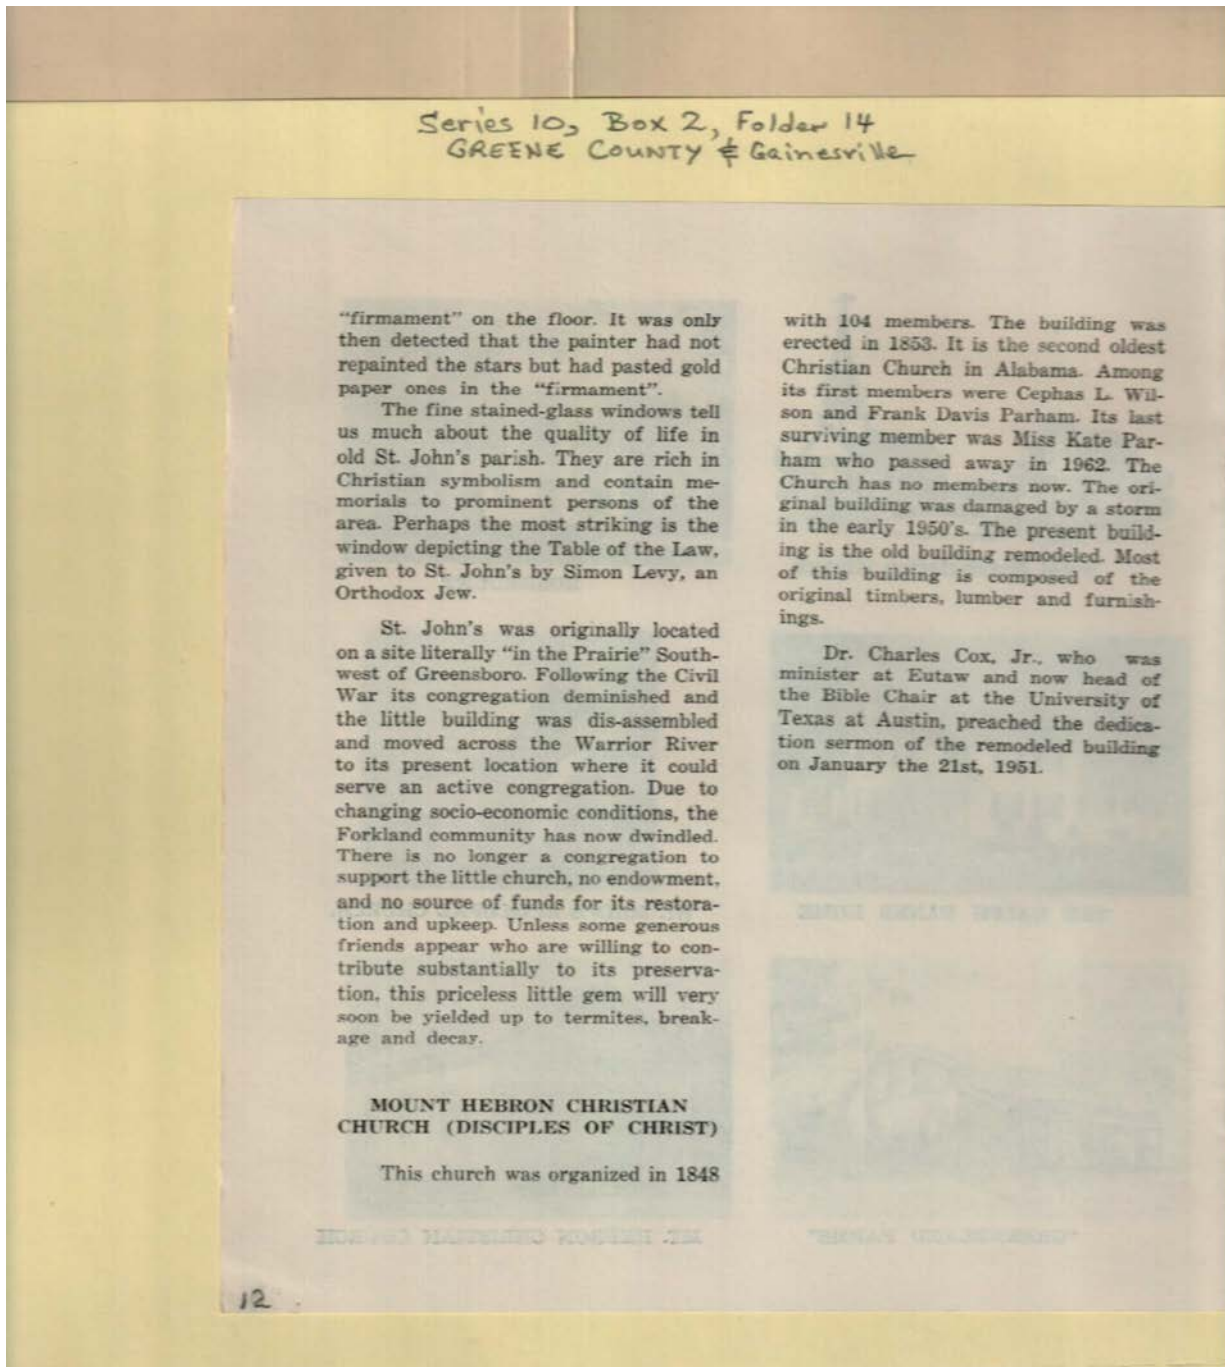 Series 10, Box 2, Folder 14
GREENE COUNTY & Gainesville
"firmament" on the floor. It was only
then detected that the painter had not
repainted the stars but had pasted gold
paper ones in the "firmament".
The fine stained-glass windows tell
us much about the quality of life in
old St. John's parish. They are rich in
Christian symbolism and contain me-
morials to prominent persons of the
area. Perhaps the most striking is the
window depicting the Table of the Law,
given to St. John's by Simon Levy, an
Orthodox Jew.
St. John's was originally located
on a site literally "in the Prairie" South-
west of Greensboro. Following the Civil
War its congregation deminished and
the little building was dis-assembled
and moved across the Warrior River
to its present location where it could
serve an active congregation. Due to
changing socio-economic conditions, the
Forkland community has now dwindled.
There is no longer a congregation to
support the little church, no endowment,
and no source of funds for its restora-
tion and upkeep. Unless some generous
friends appear who are willing to con-
tribute substantially to its preserva-
tion, this priceless little gem will very
soon be yielded up to termites, break-
age and decay.
MOUNT HEBRON CHRISTIAN
CHURCH (DISCIPLES OF CHRIST)
This church was organized in 1848
with 104 members. The building was
erected in 1853. It is the second oldest
Christian Church in Alabama. Among
its first members were Cephas L. Wil-
son and Frank Davis Parham. Its last
surviving member was Miss Kate Par-
ham who passed away in 1962. The
Church has no members now. The ori-
ginal building was damaged by a storm
in the early 1950's. The present build-
ing is the old building remodeled. Most
of this building is composed of the
original timbers, lumber and furnish-
ings.
Dr. Charles Cox, Jr., who was
minister at Eutaw and now head of
the Bible Chair at the University of
Texas at Austin, preached the dedica-
tion sermon of the remodeled building
on January the 21st, 1951.
12